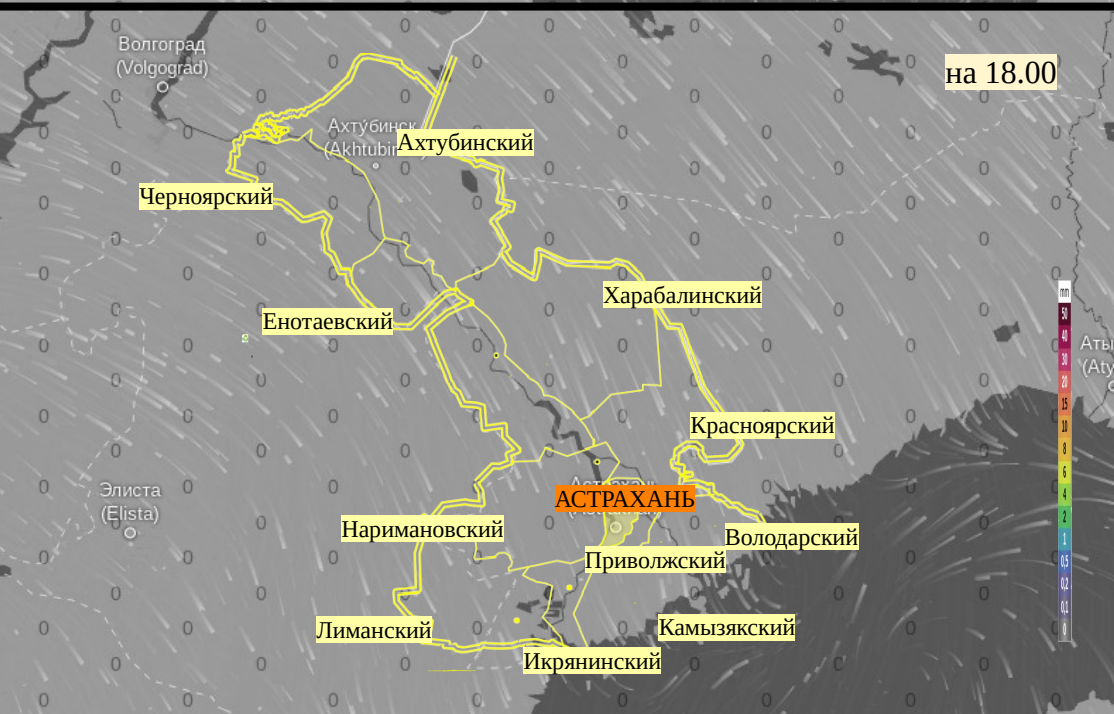 Волгоград
(Volgograd)
на 18.00
Ахтубинск
(Akhtubinsk)
Ахтубинский
Черноярский
Харабалинский
mm
50
40
30
20
15
10
8
6
4
2
1
0,5
0,2
0,1
0
Енотаевский
Аты
(Aty
Красноярский
Элиста
(Elista)
АСТРАХАНЬ
Наримановский
Володарский
Приволжский
Лиманский
Камызякский
Икрянинский